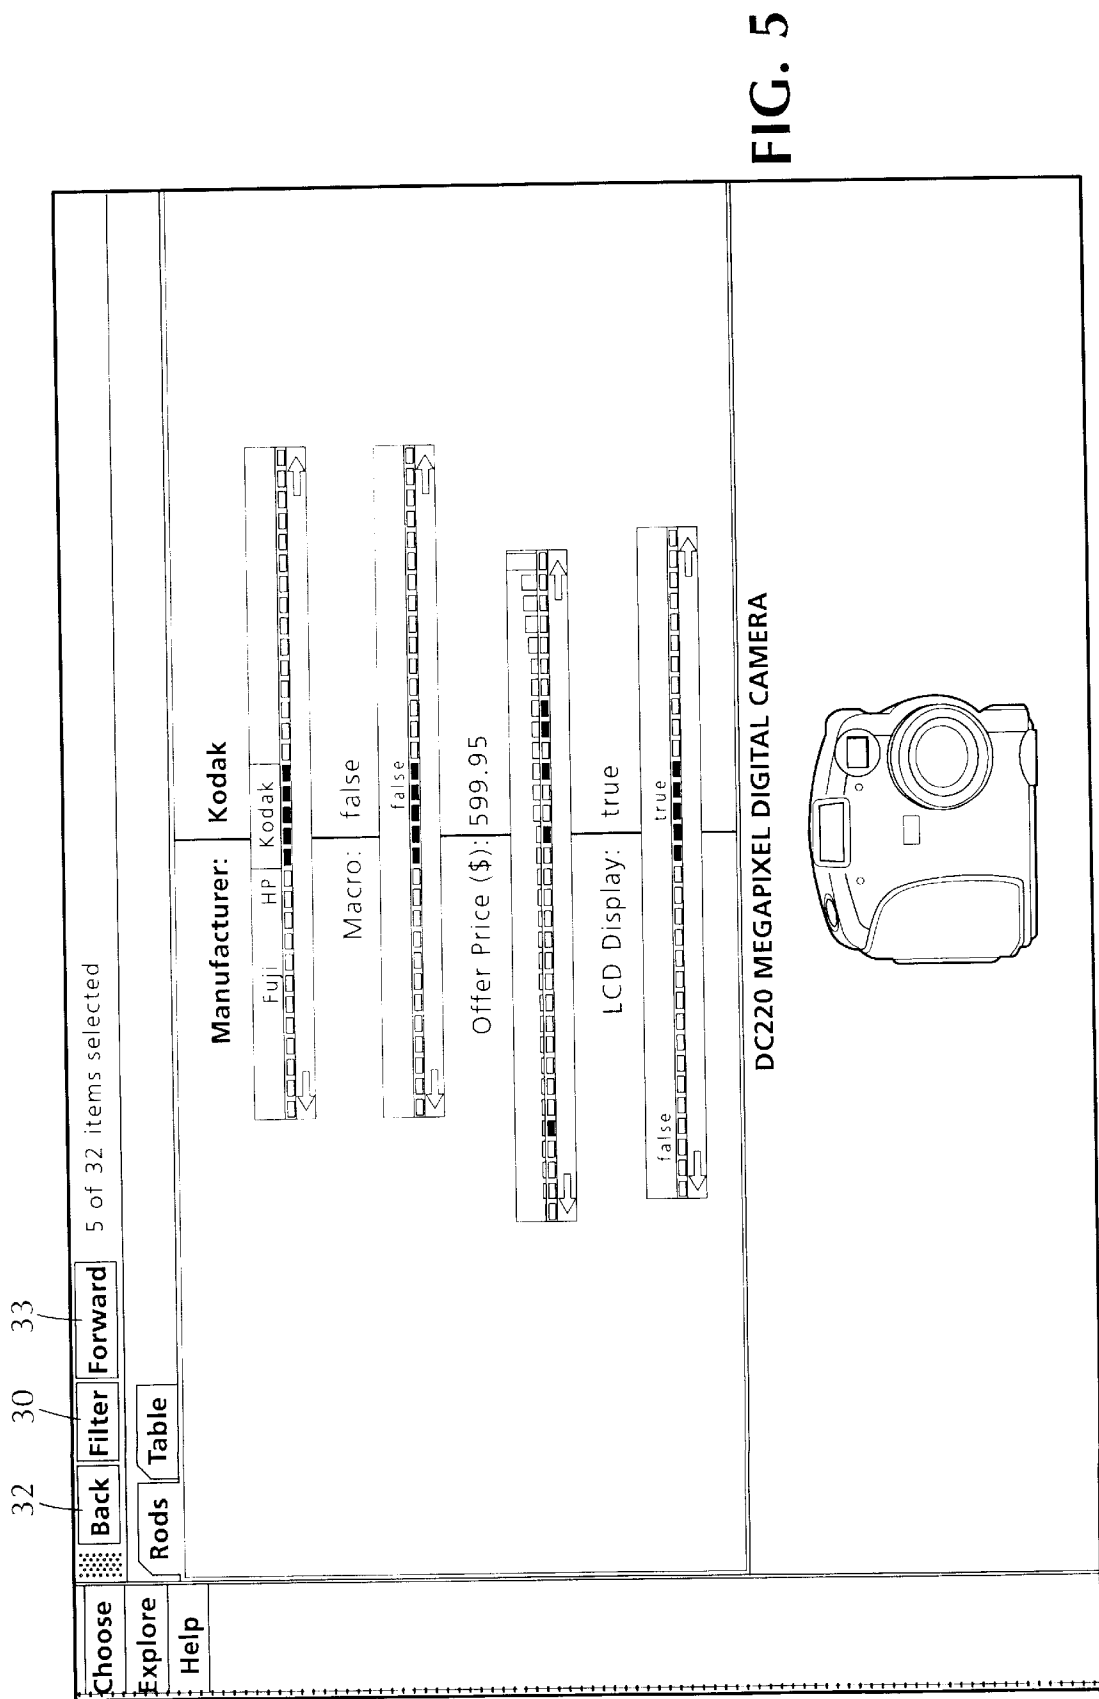 32 30 33
Back Filter Forward 5 of 32 items selected
Choose
Explore
Help
Rods Table
Manufacturer: Kodak
Fuji HP Kodak
Macro: false
false
Offer Price ($): 599.95
LCD Display: true
false true
DC220 MEGAPIXEL DIGITAL CAMERA
FIG. 5